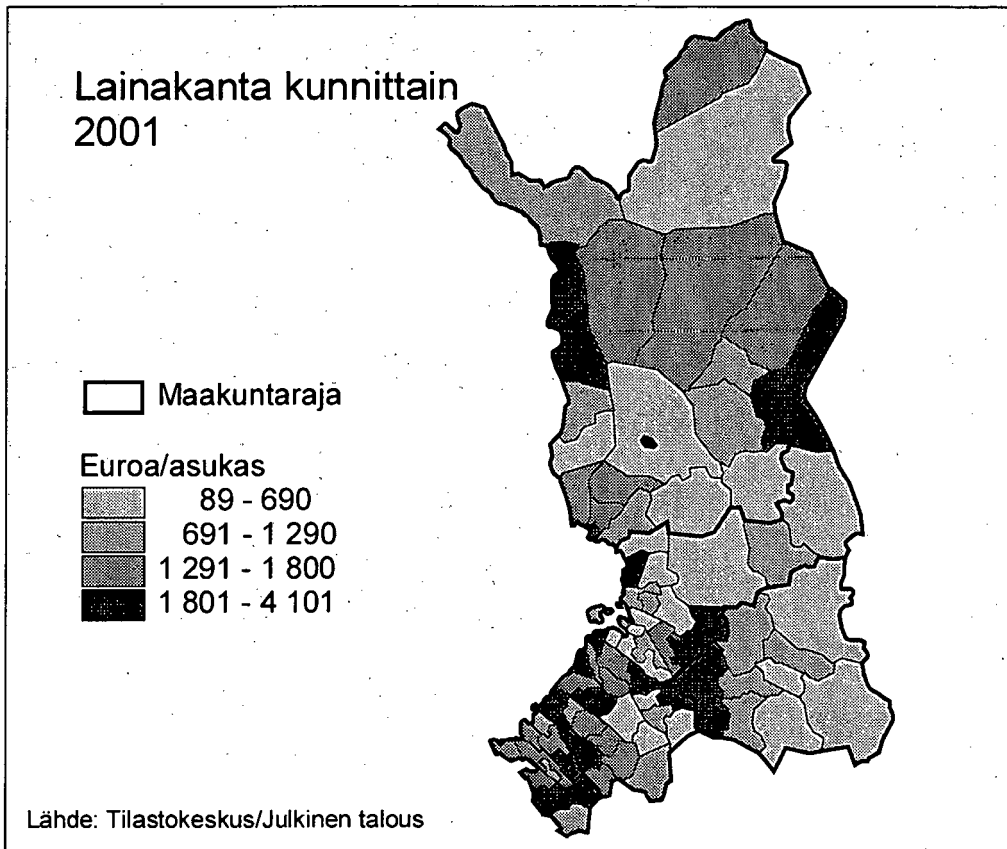 Lainakanta kunnittain
2001
Maakuntaraja
Euroa/asukas
89 - 690
691 - 1 290
1 291 - 1 800
1 801 - 4 101
Lähde: Tilastokeskus/Julkinen talous